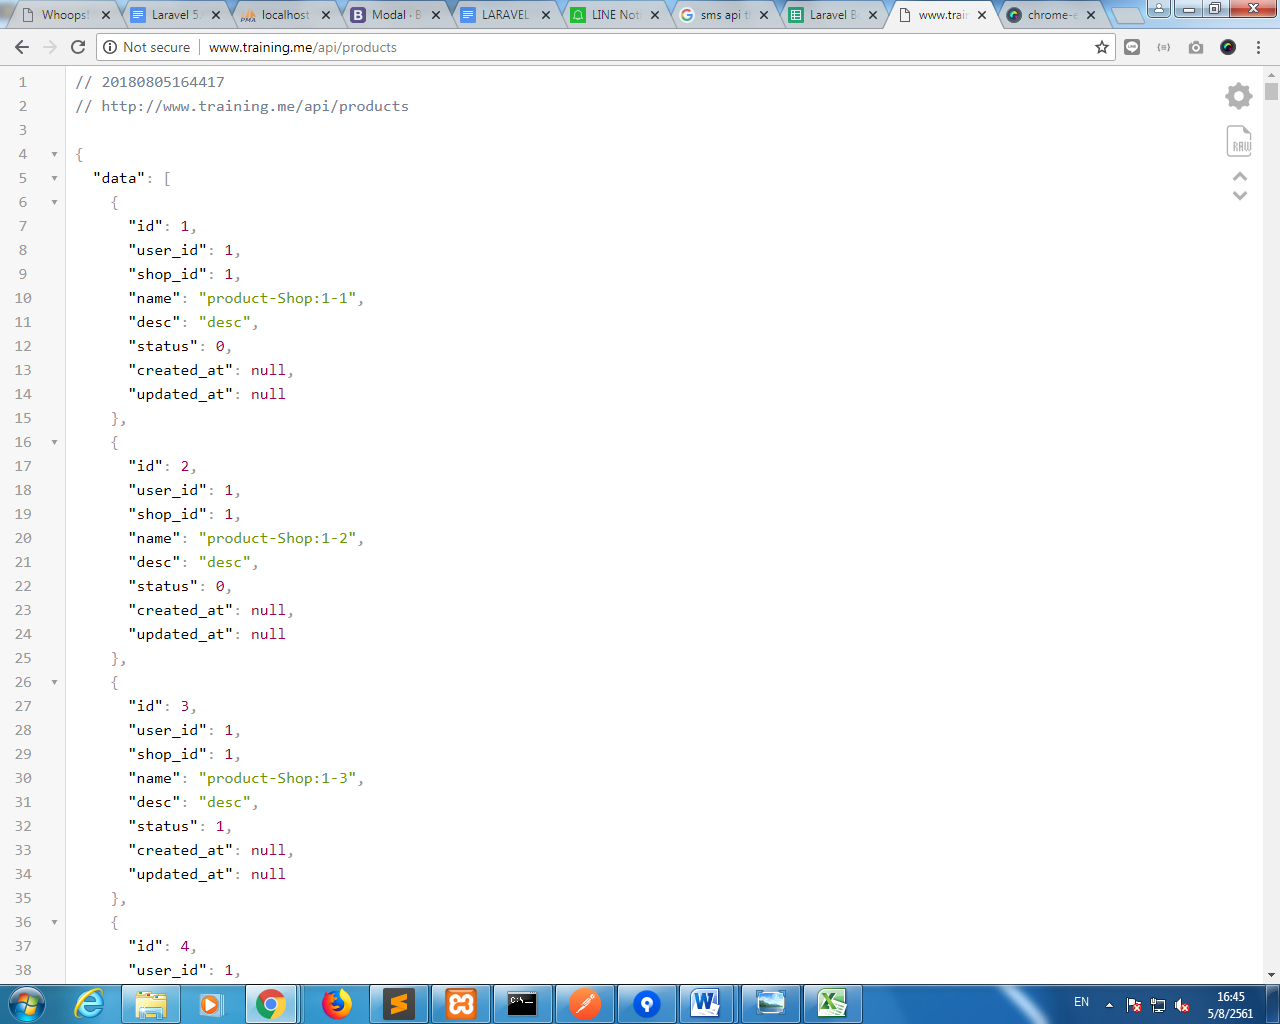 Whoops!
Laravel 5.
localhost
Modal · B
LARAVEL
LINE Noti
sms api t
Laravel B
www.train
chrome-e
Not secure
www.training.me/api/products
1 // 20180805164417
2 // http://www.training.me/api/products
3
4 {
5 "data": [
6 {
7 "id": 1,
8 "user_id": 1,
9 "shop_id": 1,
10 "name": "product-Shop:1-1",
11 "desc": "desc",
12 "status": 0,
13 "created_at": null,
14 "updated_at": null
15 },
16 {
17 "id": 2,
18 "user_id": 1,
19 "shop_id": 1,
20 "name": "product-Shop:1-2",
21 "desc": "desc",
22 "status": 0,
23 "created_at": null,
24 "updated_at": null
25 },
26 {
27 "id": 3,
28 "user_id": 1,
29 "shop_id": 1,
30 "name": "product-Shop:1-3",
31 "desc": "desc",
32 "status": 1,
33 "created_at": null,
34 "updated_at": null
35 },
36 {
37 "id": 4,
38 "user_id": 1,
RAW
EN
16:45
5/8/2561